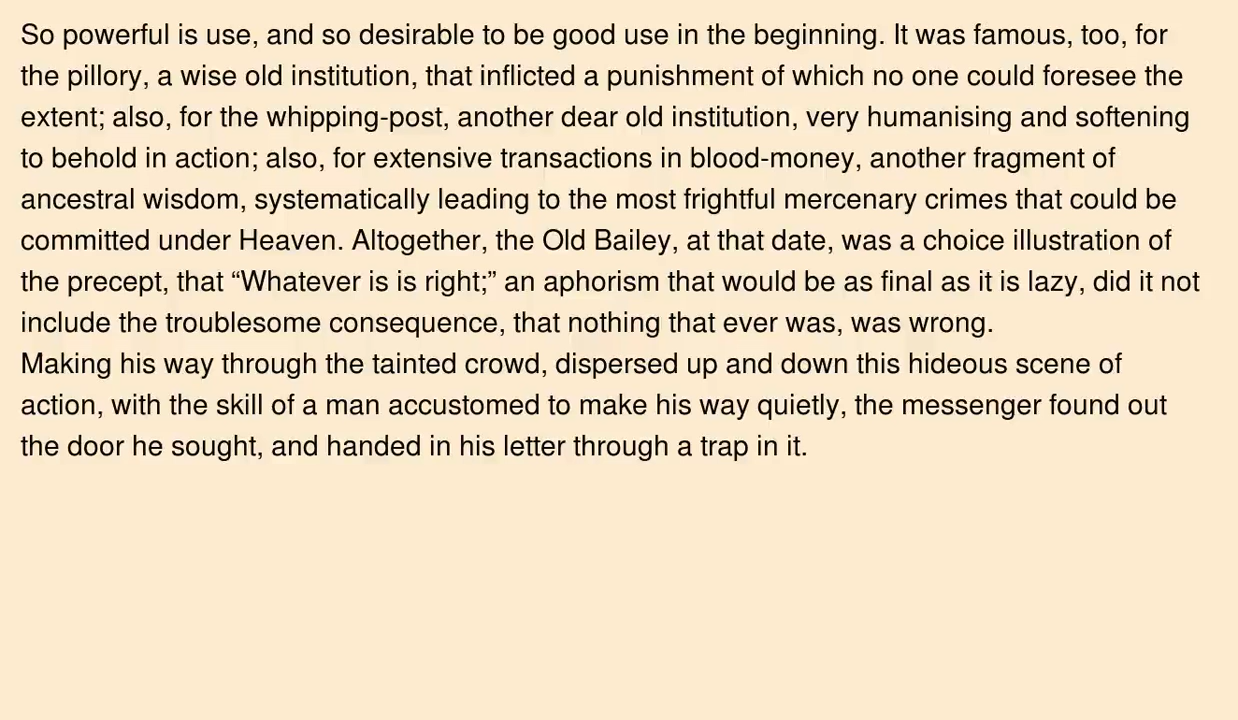 So powerful is use, and so desirable to be good use in the beginning. It was famous, too, for
the pillory, a wise old institution, that inflicted a punishment of which no one could foresee the
extent; also, for the whipping-post, another dear old institution, very humanising and softening
to behold in action; also, for extensive transactions in blood-money, another fragment of
ancestral wisdom, systematically leading to the most frightful mercenary crimes that could be
committed under Heaven. Altogether, the Old Bailey, at that date, was a choice illustration of
the precept, that “Whatever is is right;” an aphorism that would be as final as it is lazy, did it not
include the troublesome consequence, that nothing that ever was, was wrong.
Making his way through the tainted crowd, dispersed up and down this hideous scene of
action, with the skill of a man accustomed to make his way quietly, the messenger found out
the door he sought, and handed in his letter through a trap in it.